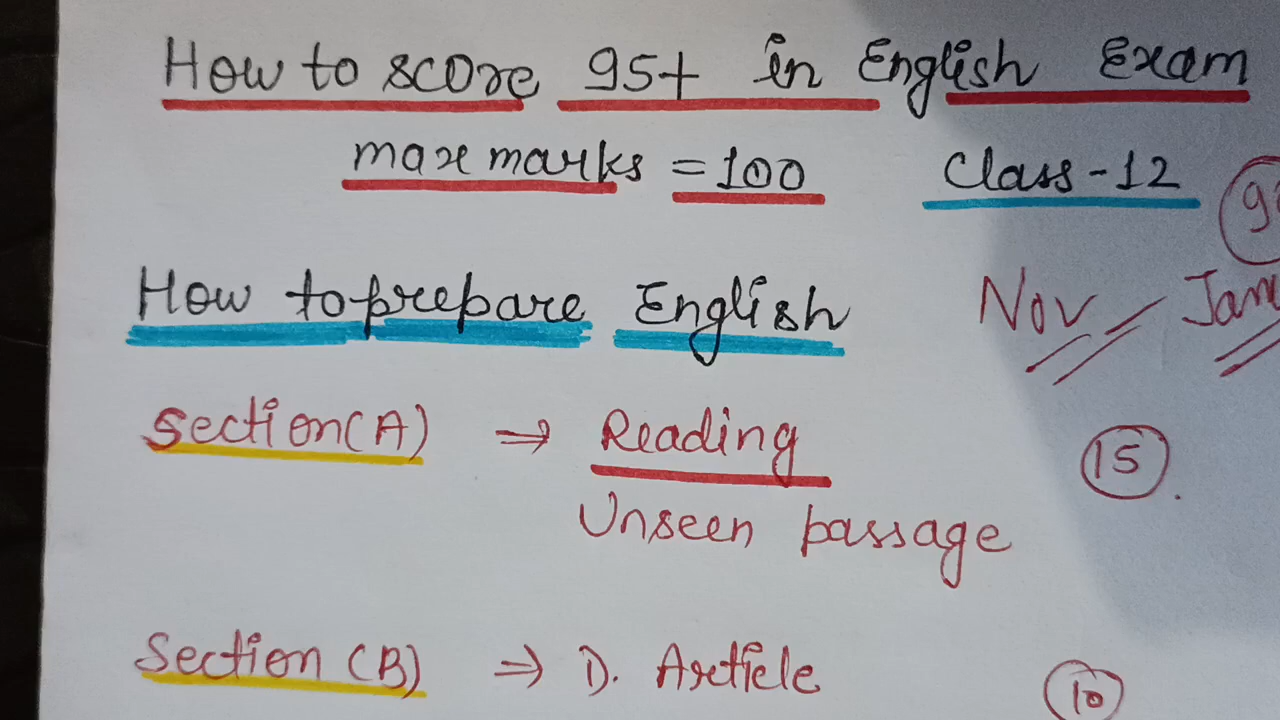 How to score 95+ in English Exam
max marks = 100 Class-12
How to prepare English
Nov Jan
Section(A) ⇒ Reading 15.
Unseen passage
Section (B) ⇒ D. Article 10